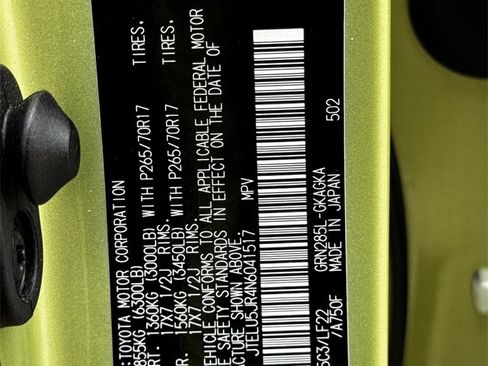 :TOYOTA MOTOR CORPORATION
855KG (6300LB)
1360KG (3000LB) WITH P265/70R17 TIRES,
17X7 1/2J RIMS.
1560KG (3450LB) WITH P265/70R17 TIRES,
17X7 1/2J RIMS.
VEHICLE CONFORMS TO ALL APPLICABLE FEDERAL MOTOR
E SAFETY STANDARDS IN EFFECT ON THE DATE OF
ACTURE SHOWN ABOVE.
JTELU5JR4N6041517 MPV
5C3/LF22 GRN285L-GKAGKA
/A750F MADE IN JAPAN 502